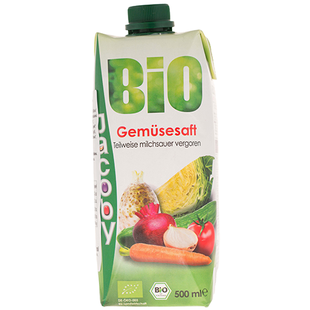 BiO
Gemüsesaft
Teilweise milchsauer vergoren
Jacoby
BIO
500 ml e